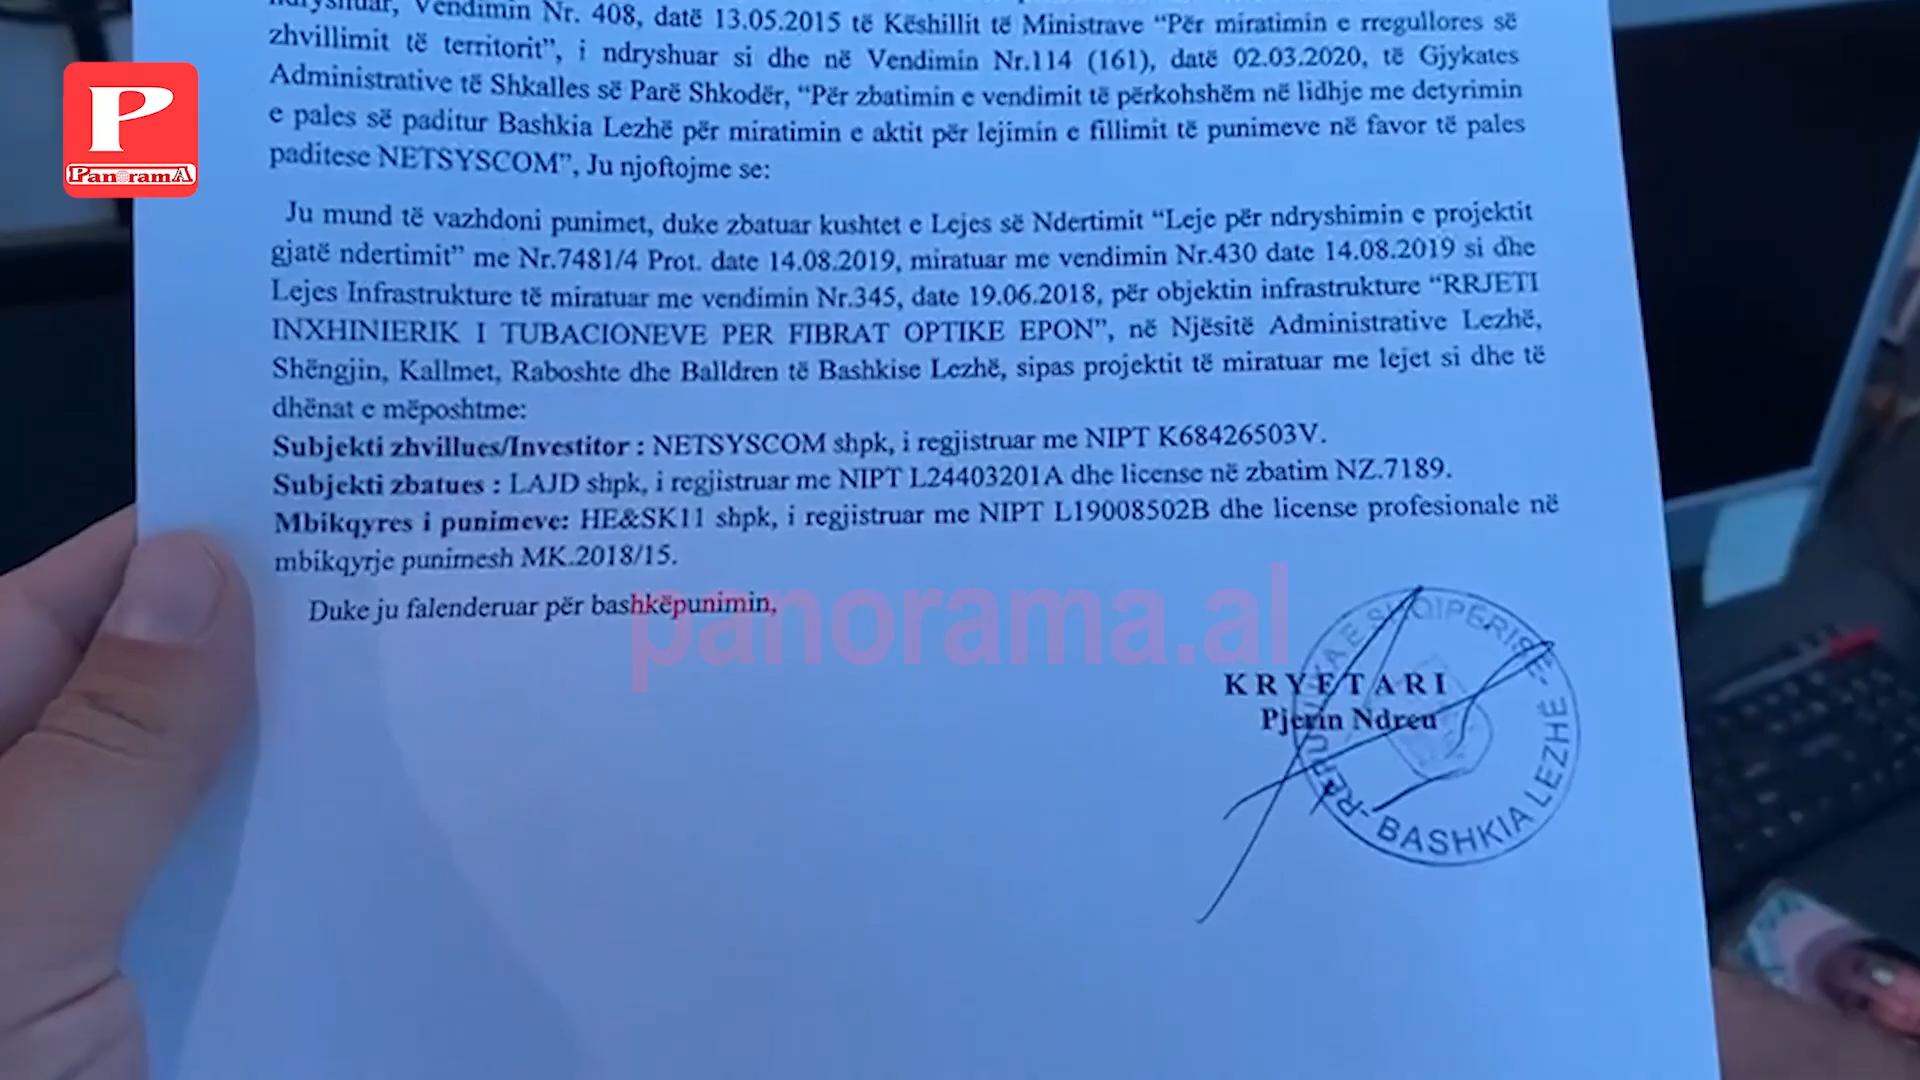 ndryshuar, Vendimin Nr. 408, datë 13.05.2015 të Këshillit të Ministrave “Për miratimin e rregullores së
zhvillimit të territorit”, i ndryshuar si dhe në Vendimin Nr.114 (161), datë 02.03.2020, të Gjykates
Administrative të Shkalles së Parë Shkodër, “Për zbatimin e vendimit të përkohshëm në lidhje me detyrimin
e pales së paditur Bashkia Lezhë për miratimin e aktit për lejimin e fillimit të punimeve në favor të pales
paditese NETSYSCOM”, Ju njoftojme se:
Ju mund të vazhdoni punimet, duke zbatuar kushtet e Lejes së Ndertimit “Leje për ndryshimin e projektit
gjatë ndertimit” me Nr.7481/4 Prot. date 14.08.2019, miratuar me vendimin Nr.430 date 14.08.2019 si dhe
Lejes Infrastrukture të miratuar me vendimin Nr.345, date 19.06.2018, për objektin infrastrukture “RRJETI
INXHINIERIK I TUBACIONEVE PER FIBRAT OPTIKE EPON”, në Njësitë Administrative Lezhë,
Shëngjin, Kallmet, Raboshte dhe Balldren të Bashkise Lezhë, sipas projektit të miratuar me lejet si dhe të
dhënat e mëposhtme:
Subjekti zhvillues/Investitor : NETSYSCOM shpk, i regjistruar me NIPT K68426503V.
Subjekti zbatues : LAJD shpk, i regjistruar me NIPT L24403201A dhe license në zbatim NZ.7189.
Mbikqyres i punimeve: HE&SK11 shpk, i regjistruar me NIPT L19008502B dhe license profesionale në
mbikqyrje punimesh MK.2018/15.
Duke ju falenderuar për bashkëpunimin,
KRYETARI
Pjerin Ndreu
BASHKIA LEZHË
P
PanoramA
panorama.al